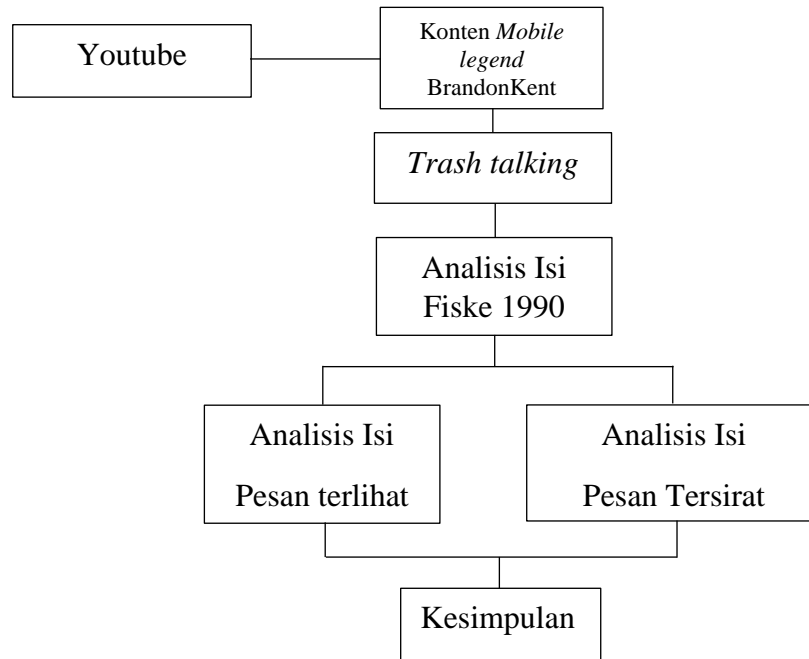 Youtube
Konten Mobile
legend
BrandonKent
Trash talking
Analisis Isi
Fiske 1990
Analisis Isi
Pesan terlihat
Analisis Isi
Pesan Tersirat
Kesimpulan